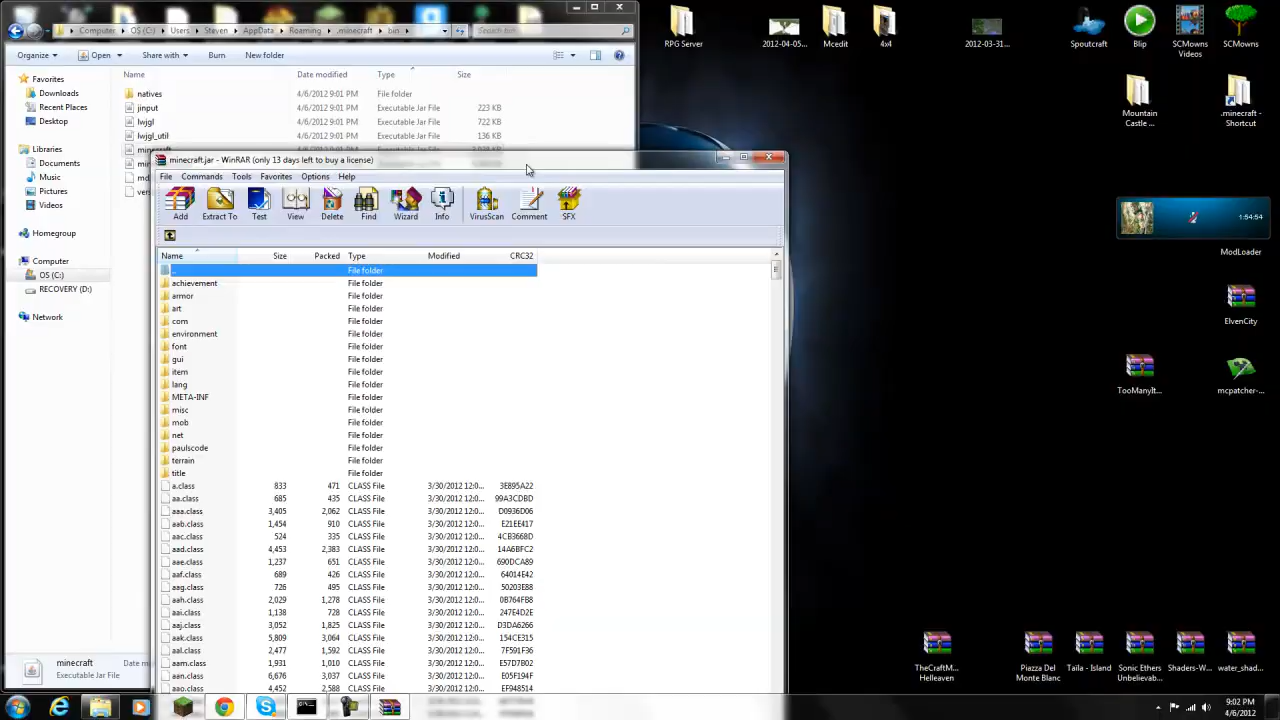 Computer ▸ OS (C:) ▸ Users ▸ Steven ▸ AppData ▸ Roaming ▸ .minecraft ▸ bin ▸
Search bin
Organize Open Share with Burn New folder
Name Date modified Type Size
Favorites
Downloads
Recent Places
Desktop
Libraries
Documents
Music
Pictures
Videos
Homegroup
Computer
OS (C:)
RECOVERY (D:)
Network
natives 4/6/2012 9:01 PM File folder
jinput 4/6/2012 9:01 PM Executable Jar File 223 KB
lwjgl 4/6/2012 9:01 PM Executable Jar File 722 KB
lwjgl_util 4/6/2012 9:01 PM Executable Jar File 136 KB
minecraft
Executable Jar File
minecraft.jar - WinRAR (only 13 days left to buy a license)
File Commands Tools Favorites Options Help
Add Extract To Test View Delete Find Wizard Info VirusScan Comment SFX
Name Size Packed Type Modified CRC32
.. File folder
achievement File folder
armor File folder
art File folder
com File folder
environment File folder
font File folder
gui File folder
item File folder
lang File folder
META-INF File folder
misc File folder
mob File folder
net File folder
paulscode File folder
terrain File folder
title File folder
a.class 833 471 CLASS File 3/30/2012 12:0... 3E895A22
aa.class 685 435 CLASS File 3/30/2012 12:0... 99A3CDBD
aaa.class 3,405 2,062 CLASS File 3/30/2012 12:0... D0936D06
aab.class 1,454 910 CLASS File 3/30/2012 12:0... E21EE417
aac.class 524 335 CLASS File 3/30/2012 12:0... 4CB3668D
aad.class 4,453 2,383 CLASS File 3/30/2012 12:0... 14A6BFC2
aae.class 1,237 651 CLASS File 3/30/2012 12:0... 690DCA89
aaf.class 689 426 CLASS File 3/30/2012 12:0... 64014E42
aag.class 726 495 CLASS File 3/30/2012 12:0... 50203E88
aah.class 2,029 1,278 CLASS File 3/30/2012 12:0... 0B764FB8
aai.class 1,138 728 CLASS File 3/30/2012 12:0... 247E4D2E
aaj.class 3,052 1,825 CLASS File 3/30/2012 12:0... D3DA6266
aak.class 5,809 3,064 CLASS File 3/30/2012 12:0... 154CE315
aal.class 2,477 1,592 CLASS File 3/30/2012 12:0... 7F591F36
aam.class 1,931 1,010 CLASS File 3/30/2012 12:0... E57D7B02
aan.class 6,676 3,037 CLASS File 3/30/2012 12:0... E05F194F
aao.class 4,452 2,588 CLASS File 3/30/2012 12:0... EF948514
minecraft Date mo
Executable Jar File
RPG Server
2012-04-05...
Mcedit
4x4
2012-03-31...
Spoutcraft
Blip
SCMowns Videos
SCMowns
Mountain Castle ...
.minecraft - Shortcut
1:54:54
ModLoader
ElvenCity
TooManyIt...
mcpatcher-...
TheCraftM... Helleaven
Piazza Del Monte Blanc
Taila - Island
Sonic Ethers Unbelievab...
Shaders-W...
water_shad...
9:02 PM
4/6/2012